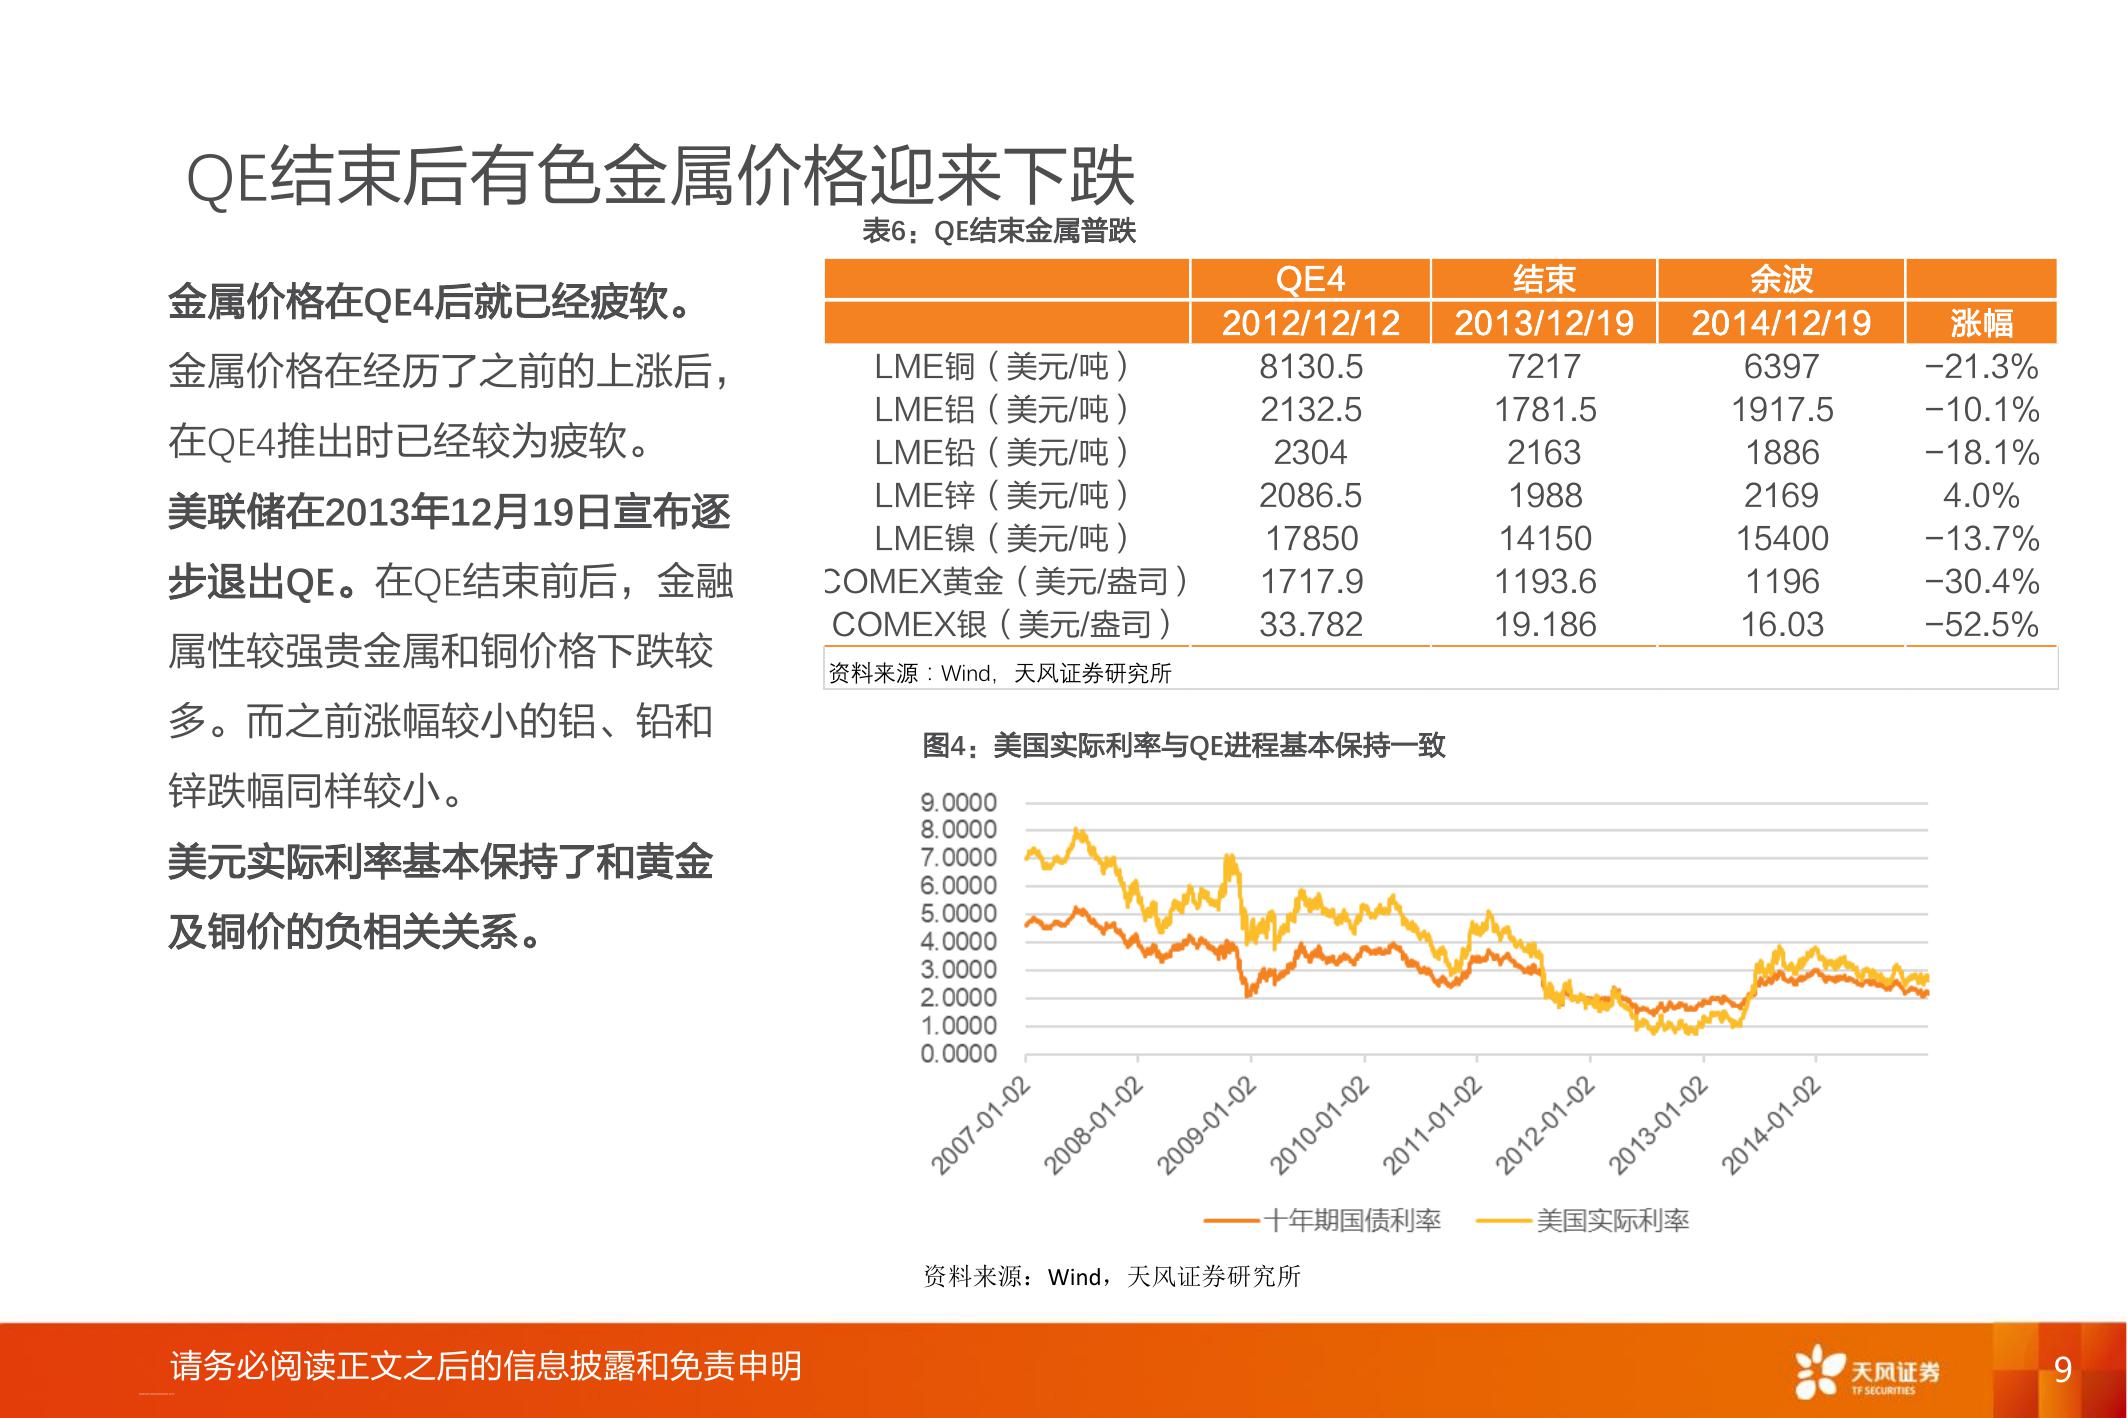 QE结束后有色金属价格迎来下跌
金属价格在QE4后就已经疲软。
金属价格在经历了之前的上涨后，
在QE4推出时已经较为疲软。
美联储在2013年12月19日宣布逐
步退出QE。在QE结束前后，金融
属性较强贵金属和铜价格下跌较
多。而之前涨幅较小的铝、铅和
锌跌幅同样较小。
美元实际利率基本保持了和黄金
及铜价的负相关关系。
表6：QE结束金属普跌
QE4 结束 余波
2012/12/12 2013/12/19 2014/12/19 涨幅
LME铜（美元/吨） 8130.5 7217 6397 -21.3%
LME铝（美元/吨） 2132.5 1781.5 1917.5 -10.1%
LME铅（美元/吨） 2304 2163 1886 -18.1%
LME锌（美元/吨） 2086.5 1988 2169 4.0%
LME镍（美元/吨） 17850 14150 15400 -13.7%
COMEX黄金（美元/盎司） 1717.9 1193.6 1196 -30.4%
COMEX银（美元/盎司） 33.782 19.186 16.03 -52.5%
资料来源：Wind, 天风证券研究所
图4：美国实际利率与QE进程基本保持一致
9.0000
8.0000
7.0000
6.0000
5.0000
4.0000
3.0000
2.0000
1.0000
0.0000
2007-01-02 2008-01-02 2009-01-02 2010-01-02 2011-01-02 2012-01-02 2013-01-02 2014-01-02
十年期国债利率 美国实际利率
资料来源：Wind，天风证券研究所
请务必阅读正文之后的信息披露和免责申明
天风证券
TF SECURITIES
9